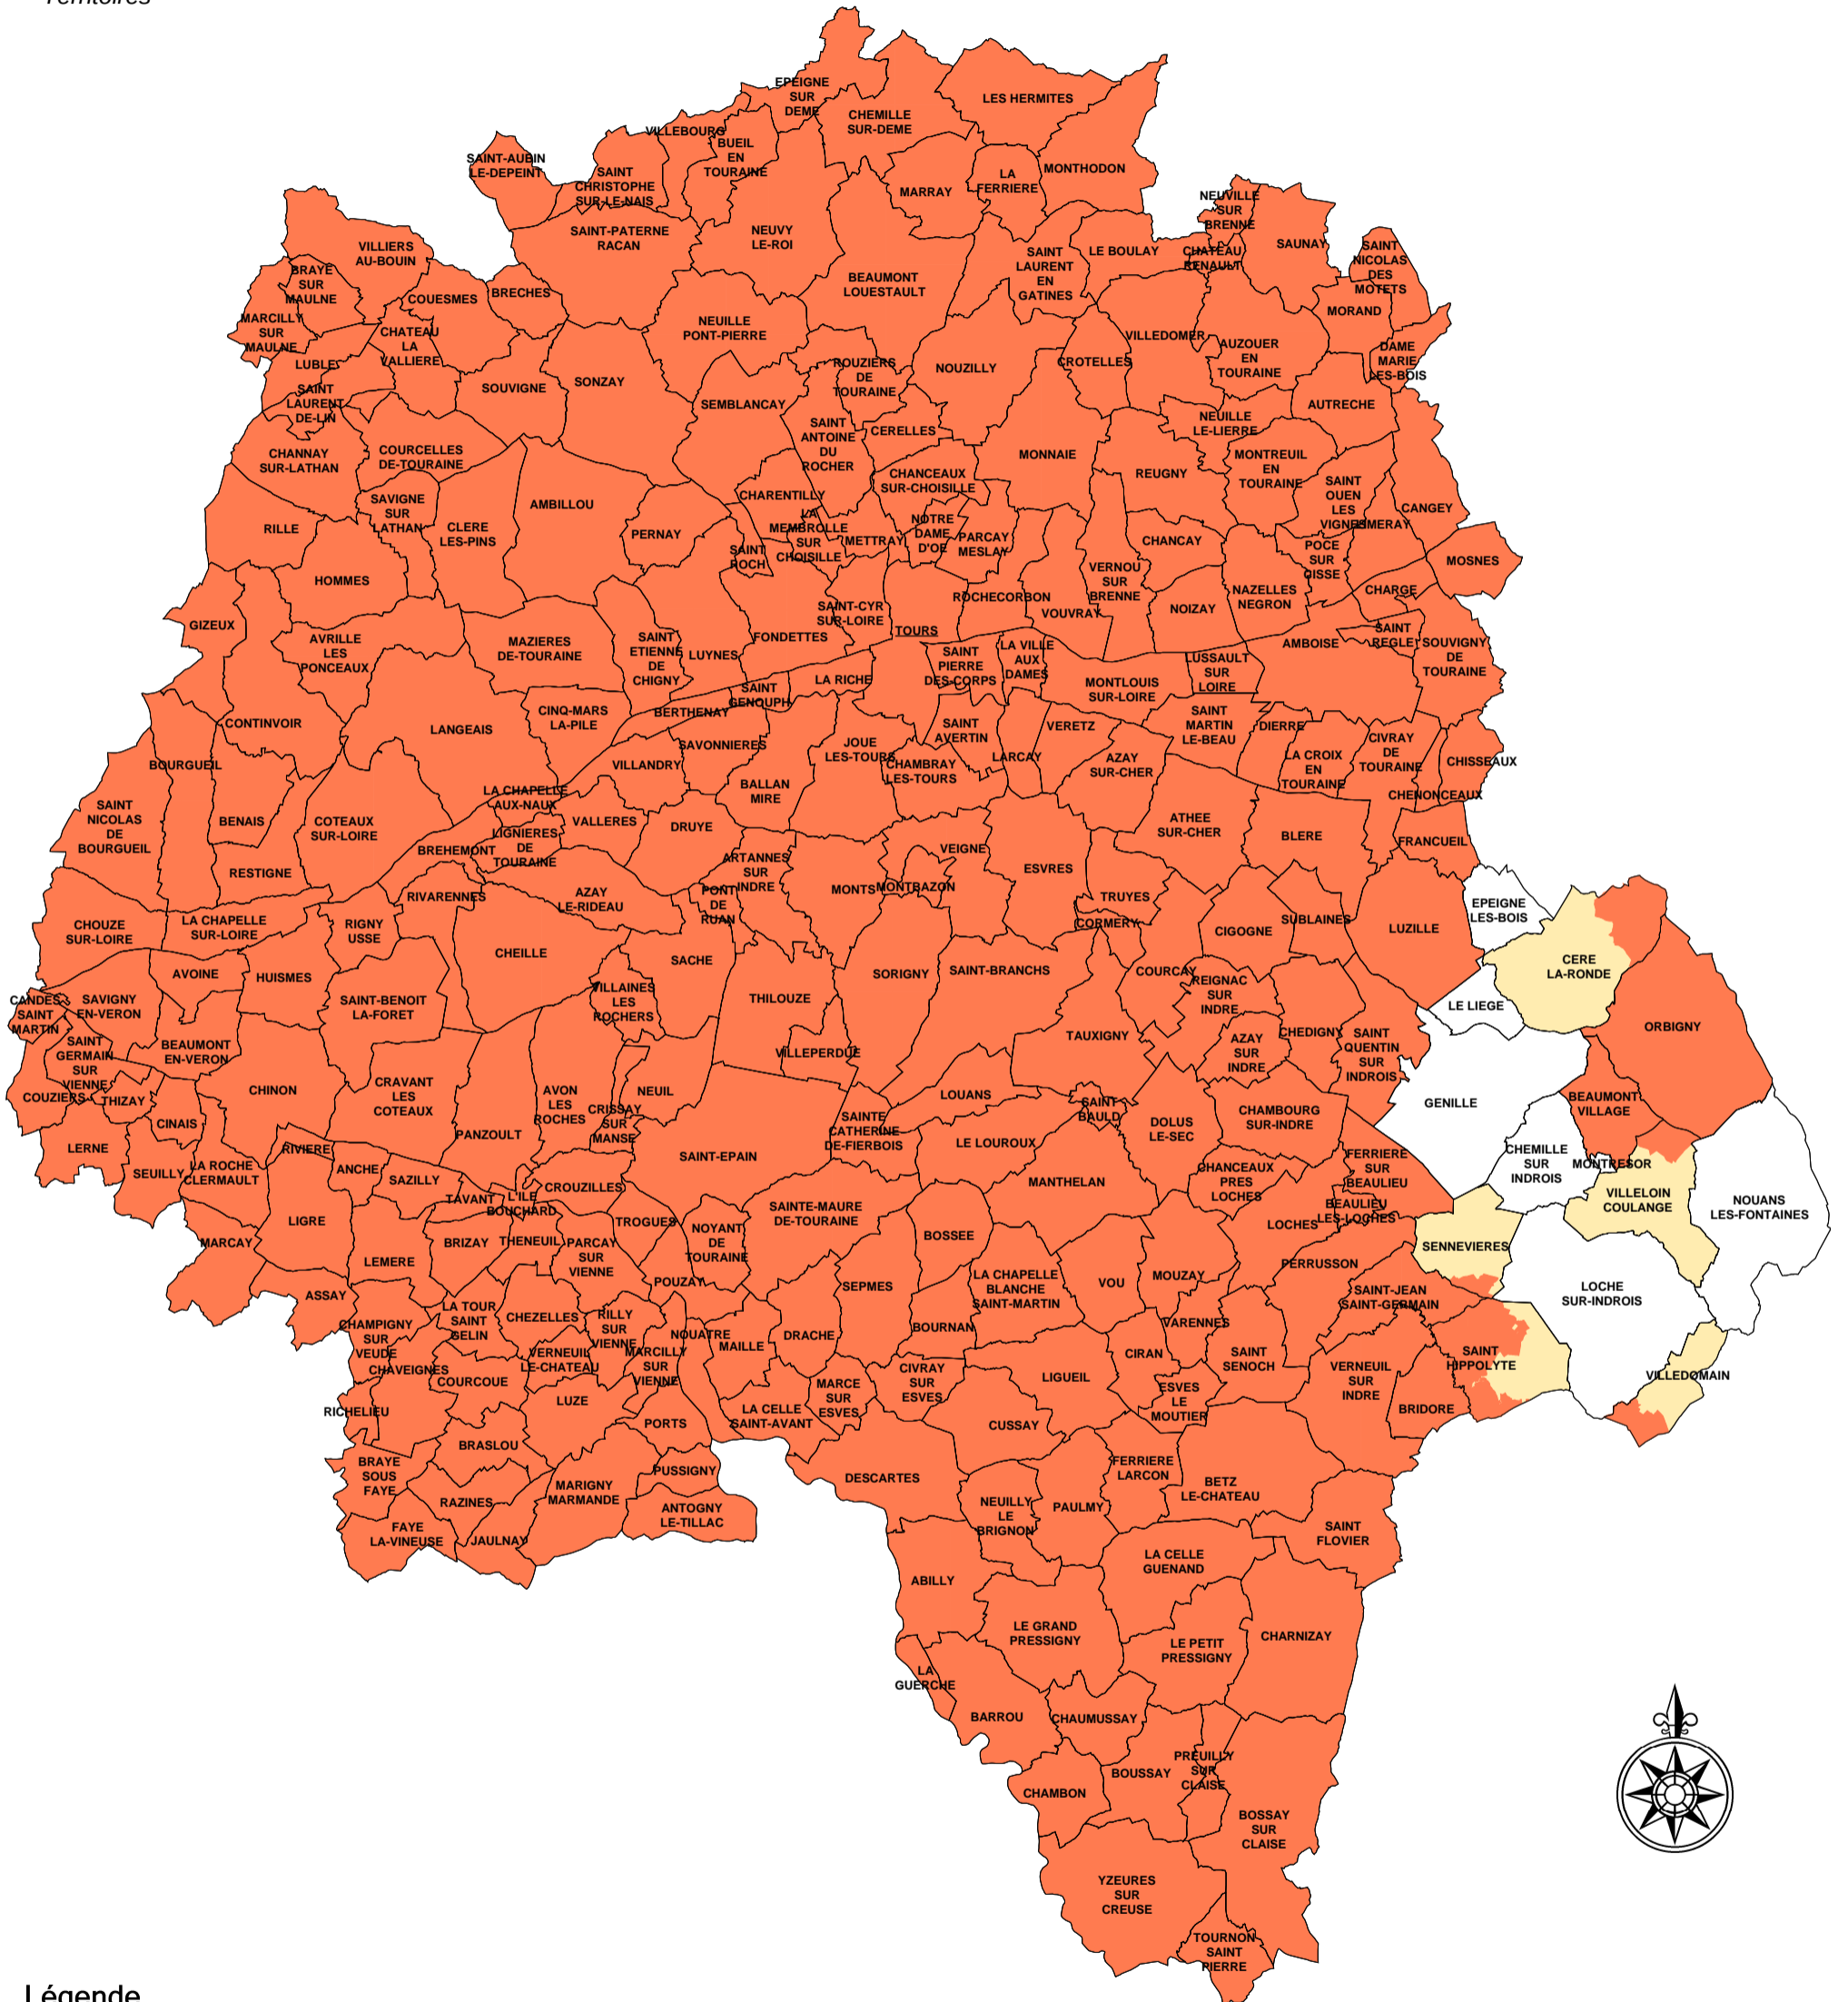 Territoires
EPEIGNE
SUR
DEME
CHEMILLE
SUR-DEME
LES HERMITES
VILLEBOURG
BUEIL
EN
TOURAINE
SAINT-AUBIN
LE-DEPEINT
SAINT
CHRISTOPHE
SUR-LE-NAIS
MARRAY
LA
FERRIERE
MONTHODON
NEUVILLE
SUR
BRENNE
SAINT-PATERNE
RACAN
NEUVY
LE-ROI
VILLIERS
AU-BOUIN
BEAUMONT
LOUESTAULT
SAINT
LAURENT
EN
GATINES
LE BOULAY
CHATEAU
RENAULT
SAUNAY
SAINT
NICOLAS
DES
MOTETS
BRAYE
SUR
MAULNE
COUESMES
BRECHES
MARCILLY
SUR
MAULNE
CHATEAU
LA
VALLIERE
NEUILLE
PONT-PIERRE
MORAND
VILLEDOMER
AUZOUER
EN
TOURAINE
DAME
MARIE
LES-BOIS
LUBLE
SAINT
LAURENT
DE-LIN
SOUVIGNE
SONZAY
ROUZIERS
DE
TOURAINE
NOUZILLY
CROTELLES
SEMBLANCAY
AUTRECHE
NEUILLE
LE-LIERRE
SAINT
ANTOINE
DU
ROCHER
CERELLES
CHANNAY
SUR-LATHAN
COURCELLES
DE-TOURAINE
MONNAIE
REUGNY
MONTREUIL
EN
TOURAINE
CHANCEAUX
SUR-CHOISILLE
SAINT
OUEN
LES
VIGNES
LIMERAY
CANGEY
CHARENTILLY
SAVIGNE
SUR
LATHAN
AMBILLOU
RILLE
CLERE
LES-PINS
PERNAY
LA
MEMBROLLE
SUR
CHOISILLE
METTRAY
NOTRE
DAME
D'OE
PARCAY
MESLAY
CHANCAY
SAINT
ROCH
POCE
SUR
CISSE
MOSNES
HOMMES
VERNOU
SUR
BRENNE
NAZELLES
NEGRON
CHARGE
ROCHECORBON
VOUVRAY
NOIZAY
GIZEUX
SAINT-CYR
SUR-LOIRE
TOURS
FONDETTES
AVRILLE
LES
PONCEAUX
MAZIERES
DE-TOURAINE
SAINT
ETIENNE
DE
CHIGNY
LUYNES
SAINT
PIERRE
DES-CORPS
LA VILLE
AUX
DAMES
LUSSAULT
SUR
LOIRE
AMBOISE
SAINT
REGLE
SOUVIGNY
DE
TOURAINE
LA RICHE
MONTLOUIS
SUR-LOIRE
SAINT
GENOUPH
BERTHENAY
CINQ-MARS
LA-PILE
CONTINVOIR
LANGEAIS
SAINT
AVERTIN
VERETZ
SAINT
MARTIN
LE-BEAU
DIERRE
SAVONNIERES
JOUE
LES-TOURS
CHAMBRAY
LES-TOURS
LARCAY
AZAY
SUR-CHER
LA CROIX
EN
TOURAINE
CIVRAY
DE
TOURAINE
CHISSEAUX
BOURGUEIL
VILLANDRY
BALLAN
MIRE
CHENONCEAUX
LA CHAPELLE
AUX-NAUX
SAINT
NICOLAS
DE
BOURGUEIL
BENAIS
COTEAUX
SUR-LOIRE
VALLERES
DRUYE
ATHEE
SUR-CHER
BLERE
FRANCUEIL
LIGNIERES
DE
TOURAINE
BREHEMONT
VEIGNE
ARTANNES
SUR
INDRE
RESTIGNE
ESVRES
MONTS
MONTBAZON
RIVARENNES
AZAY
LE-RIDEAU
PONT
DE
RUAN
TRUYES
EPEIGNE
LES-BOIS
CHOUZE
SUR-LOIRE
LA CHAPELLE
SUR-LOIRE
RIGNY
USSE
CORMERY
CIGOGNE
SUBLAINES
LUZILLE
CHEILLE
SACHE
CERE
LA-RONDE
AVOINE
HUISMES
SORIGNY
SAINT-BRANCHS
COURCAY
REIGNAC
SUR
INDRE
CANDES
SAINT
MARTIN
SAVIGNY
EN-VERON
SAINT-BENOIT
LA-FORET
VILLAINES
LES
ROCHERS
THILOUZE
LE LIEGE
ORBIGNY
TAUXIGNY
CHEDIGNY
SAINT
QUENTIN
SUR
INDROIS
AZAY
SUR
INDRE
SAINT
GERMAIN
SUR
VIENNE
BEAUMONT
EN-VERON
VILLEPERDUE
COUZIERS
THIZAY
CHINON
CRAVANT
LES
COTEAUX
AVON
LES
ROCHES
NEUIL
LOUANS
GENILLE
BEAUMONT
VILLAGE
CRISSAY
SUR
MANSE
SAINT
BAULD
CINAIS
SAINTE
CATHERINE
DE-FIERBOIS
DOLUS
LE-SEC
CHAMBOURG
SUR-INDRE
PANZOULT
LERNE
RIVIERE
SAINT-EPAIN
LE LOUROUX
CHEMILLE
SUR
INDROIS
MONTRESOR
SEUILLY
LA ROCHE
CLERMAULT
ANCHE
SAZILLY
CHANCEAUX
PRES
LOCHES
FERRIERE
SUR
BEAULIEU
CROUZILLES
MANTHELAN
TAVANT
L'ILE
BOUCHARD
VILLELOIN
COULANGE
NOUANS
LES-FONTAINES
BEAULIEU
LES-LOCHES
LOCHES
SAINTE-MAURE
DE-TOURAINE
LIGRE
TROGUES
NOYANT
DE
TOURAINE
BOSSEE
MARCAY
BRIZAY
THENEUIL
PARCAY
SUR
VIENNE
SENNEVIERES
LEMERE
PERRUSSON
POUZAY
SEPMES
LA CHAPELLE
BLANCHE
SAINT-MARTIN
VOU
MOUZAY
LOCHE
SUR-INDROIS
ASSAY
SAINT-JEAN
SAINT-GERMAIN
LA TOUR
SAINT
GELIN
CHEZELLES
RILLY
SUR
VIENNE
CHAMPIGNY
SUR
VEUDE
NOUATRE
MAILLE
DRACHE
BOURNAN
VARENNES
VERNEUIL
LE-CHATEAU
MARCILLY
SUR
VIENNE
CIRAN
SAINT
SENOCH
SAINT
HIPPOLYTE
CHAVEIGNES
COURCOUE
CIVRAY
SUR
ESVES
LIGUEIL
VERNEUIL
SUR
INDRE
VILLEDOMAIN
LUZE
MARCE
SUR
ESVES
ESVES
LE
MOUTIER
RICHELIEU
BRIDORE
LA CELLE
SAINT-AVANT
PORTS
CUSSAY
BRASLOU
BRAYE
SOUS
FAYE
PUSSIGNY
DESCARTES
FERRIERE
LARCON
BETZ
LE-CHATEAU
MARIGNY
MARMANDE
RAZINES
ANTOGNY
LE-TILLAC
NEUILLY
LE
BRIGNON
PAULMY
FAYE
LA-VINEUSE
JAULNAY
SAINT
FLOVIER
LA CELLE
GUENAND
ABILLY
LE GRAND
PRESSIGNY
LE PETIT
PRESSIGNY
CHARNIZAY
LA
GUERCHE
BARROU
CHAUMUSSAY
PREUILLY
SUR
CLAISE
BOUSSAY
CHAMBON
BOSSAY
SUR
CLAISE
YZEURES
SUR
CREUSE
TOURNON
SAINT
PIERRE
Légende